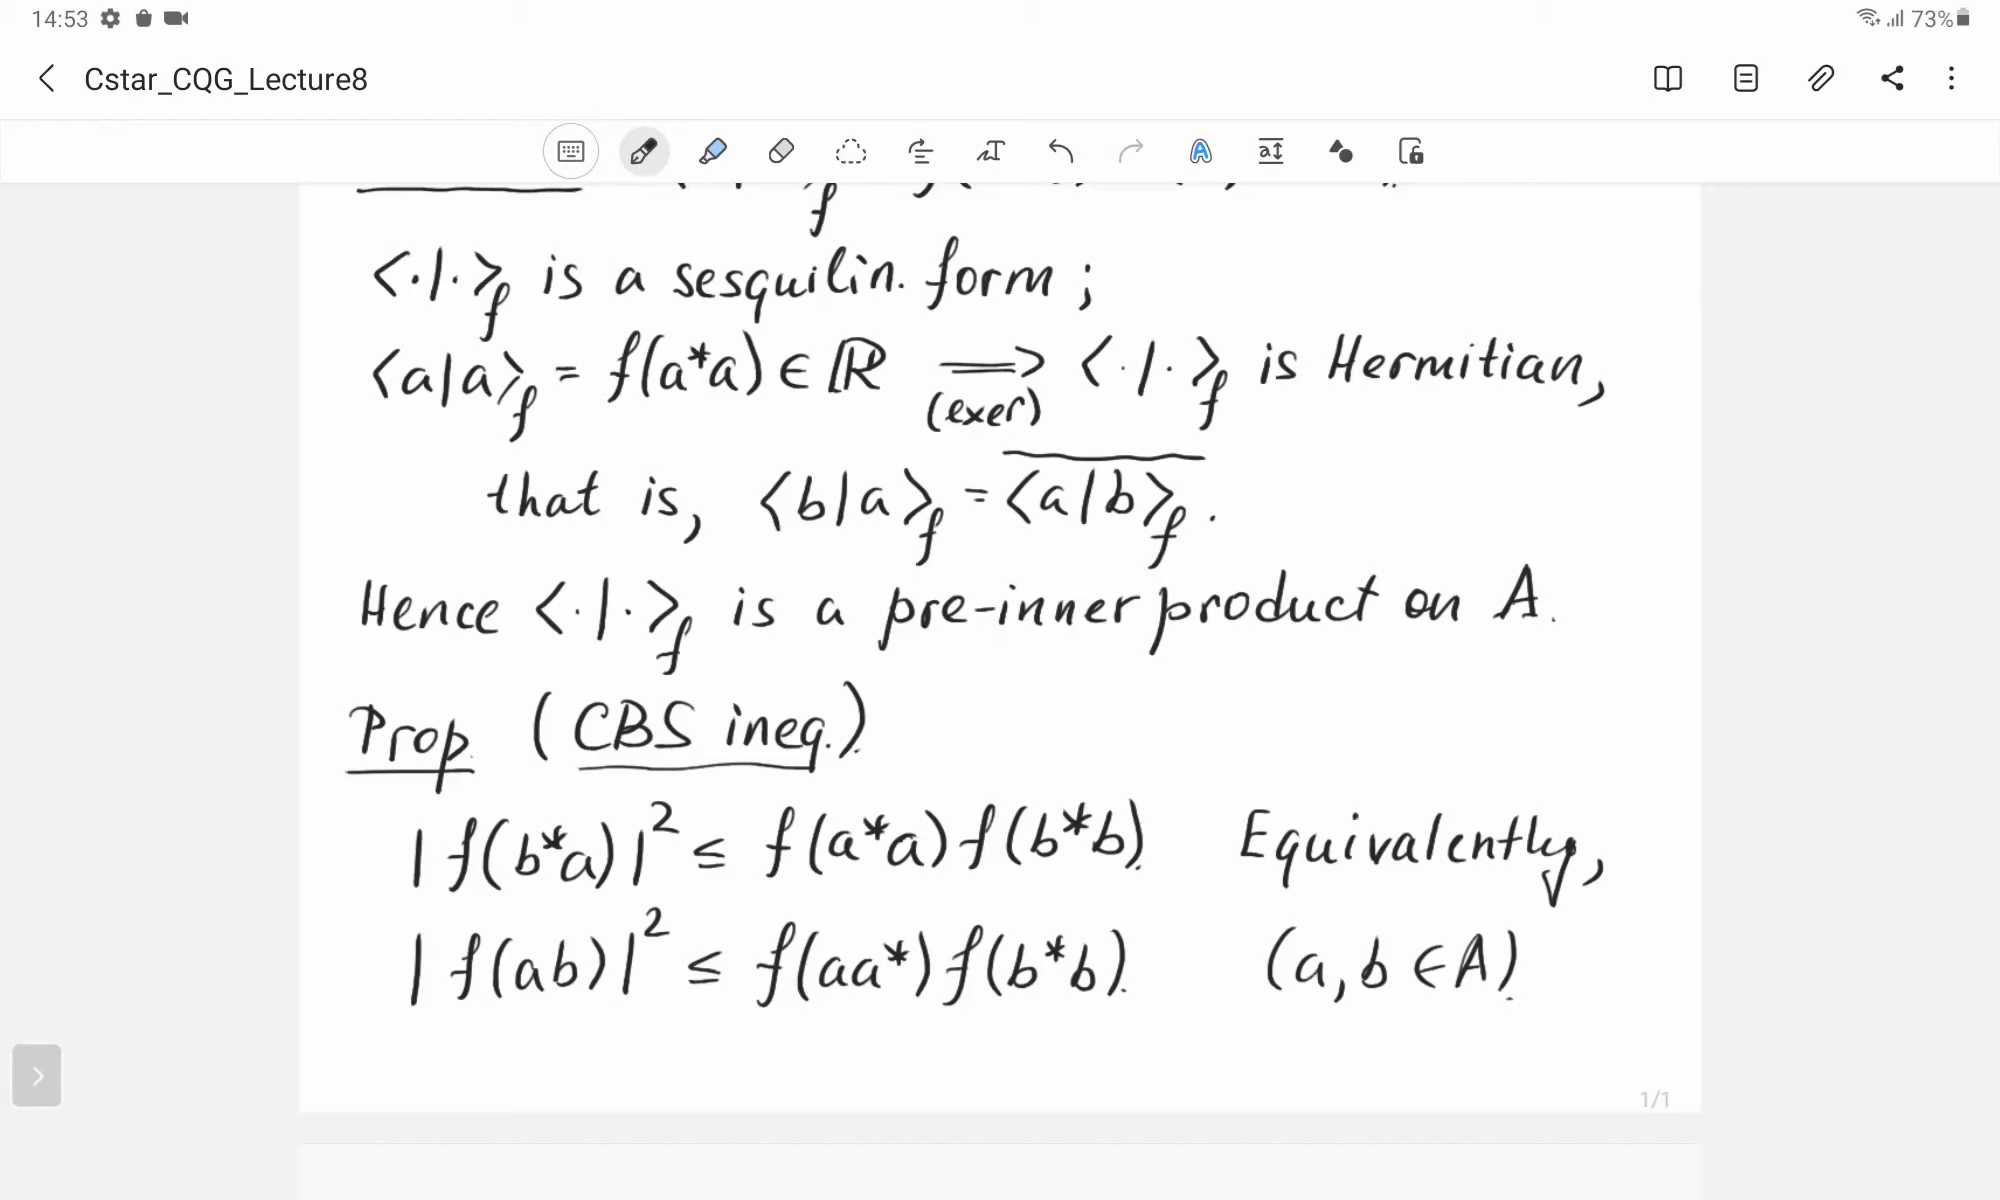 14:53 73%
Cstar_CQG_Lecture8
<·|·>_f is a sesquilin. form ;
<a|a>_f = f(a*a) ∈ ℝ ⟹ (exer) <·|·>_f is Hermitian,
that is, <b|a>_f = \overline{<a|b>_f}.
Hence <·|·>_f is a pre-inner product on A.
Prop. (CBS ineq.)
|f(b*a)|² ≤ f(a*a) f(b*b). Equivalently,
|f(ab)|² ≤ f(aa*) f(b*b). (a, b ∈ A).
1/1